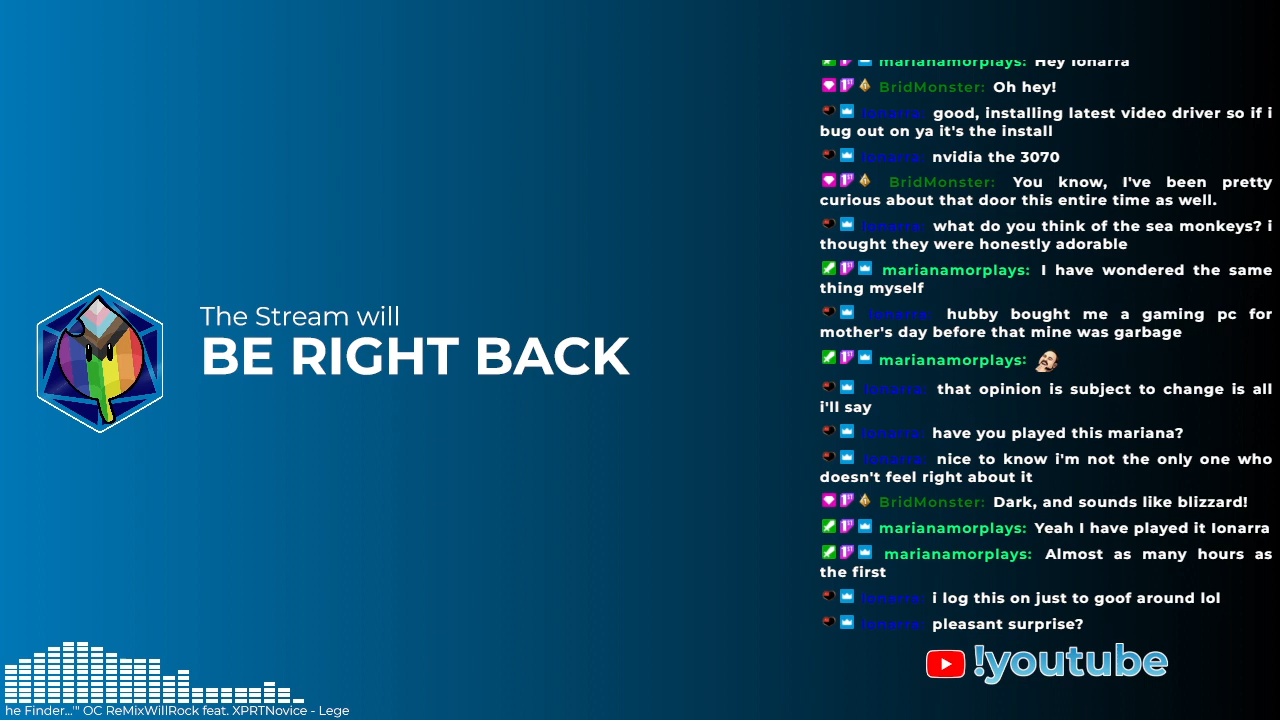 The Stream will
BE RIGHT BACK
marianamorplays: Hey Ionarra
BridMonster: Oh hey!
Ionarra: good, installing latest video driver so if i
bug out on ya it's the install
Ionarra: nvidia the 3070
BridMonster: You know, I've been pretty
curious about that door this entire time as well.
Ionarra: what do you think of the sea monkeys? i
thought they were honestly adorable
marianamorplays: I have wondered the same
thing myself
Ionarra: hubby bought me a gaming pc for
mother's day before that mine was garbage
marianamorplays:
Ionarra: that opinion is subject to change is all
i'll say
Ionarra: have you played this mariana?
Ionarra: nice to know i'm not the only one who
doesn't feel right about it
BridMonster: Dark, and sounds like blizzard!
marianamorplays: Yeah I have played it Ionarra
marianamorplays: Almost as many hours as
the first
Ionarra: i log this on just to goof around lol
Ionarra: pleasant surprise?
!youtube
he Finder..."' OC ReMixWillRock feat. XPRTNovice - Lege